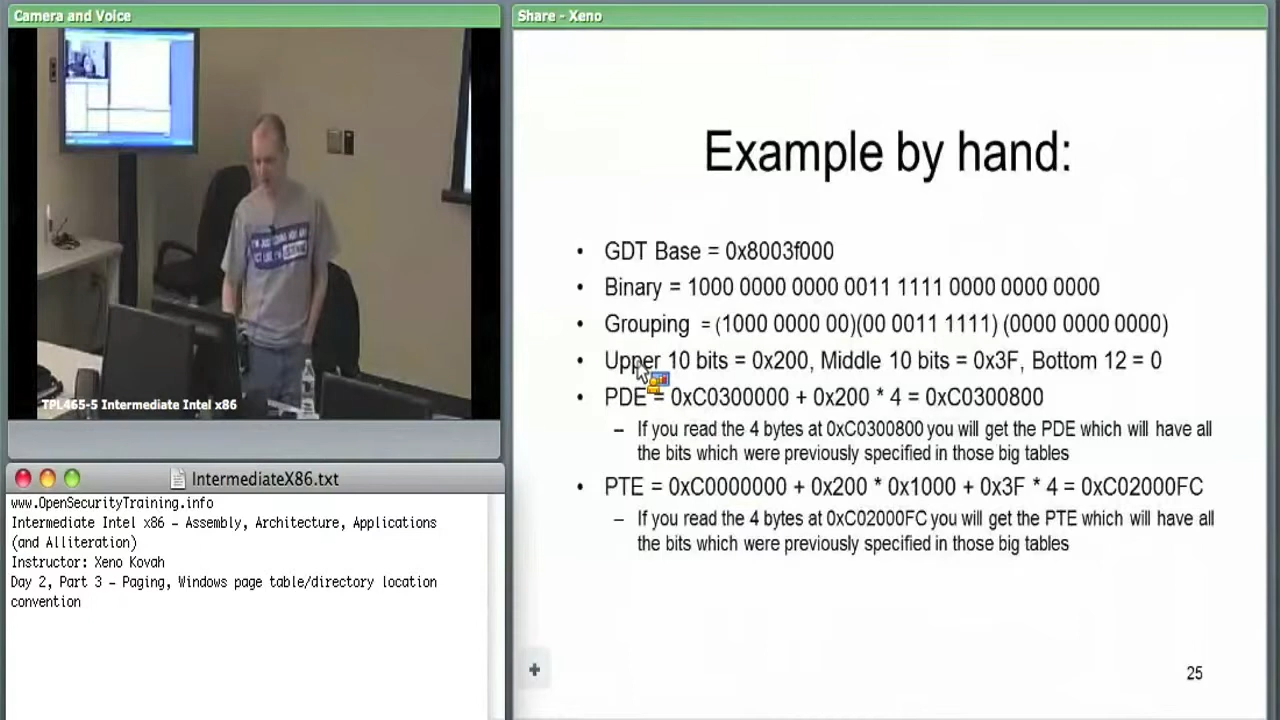 Camera and Voice
TPL465-5 Intermediate Intel x86
IntermediateX86.txt
www.OpenSecurityTraining.info
Intermediate Intel x86 – Assembly, Architecture, Applications
(and Alliteration)
Instructor: Xeno Kovah
Day 2, Part 3 – Paging, Windows page table/directory location
convention
Share - Xeno
Example by hand:
• GDT Base = 0x8003f000
• Binary = 1000 0000 0000 0011 1111 0000 0000 0000
• Grouping = (1000 0000 00)(00 0011 1111) (0000 0000 0000)
• Upper 10 bits = 0x200, Middle 10 bits = 0x3F, Bottom 12 = 0
• PDE = 0xC0300000 + 0x200 * 4 = 0xC0300800
– If you read the 4 bytes at 0xC0300800 you will get the PDE which will have all
the bits which were previously specified in those big tables
• PTE = 0xC0000000 + 0x200 * 0x1000 + 0x3F * 4 = 0xC02000FC
– If you read the 4 bytes at 0xC02000FC you will get the PTE which will have all
the bits which were previously specified in those big tables
25